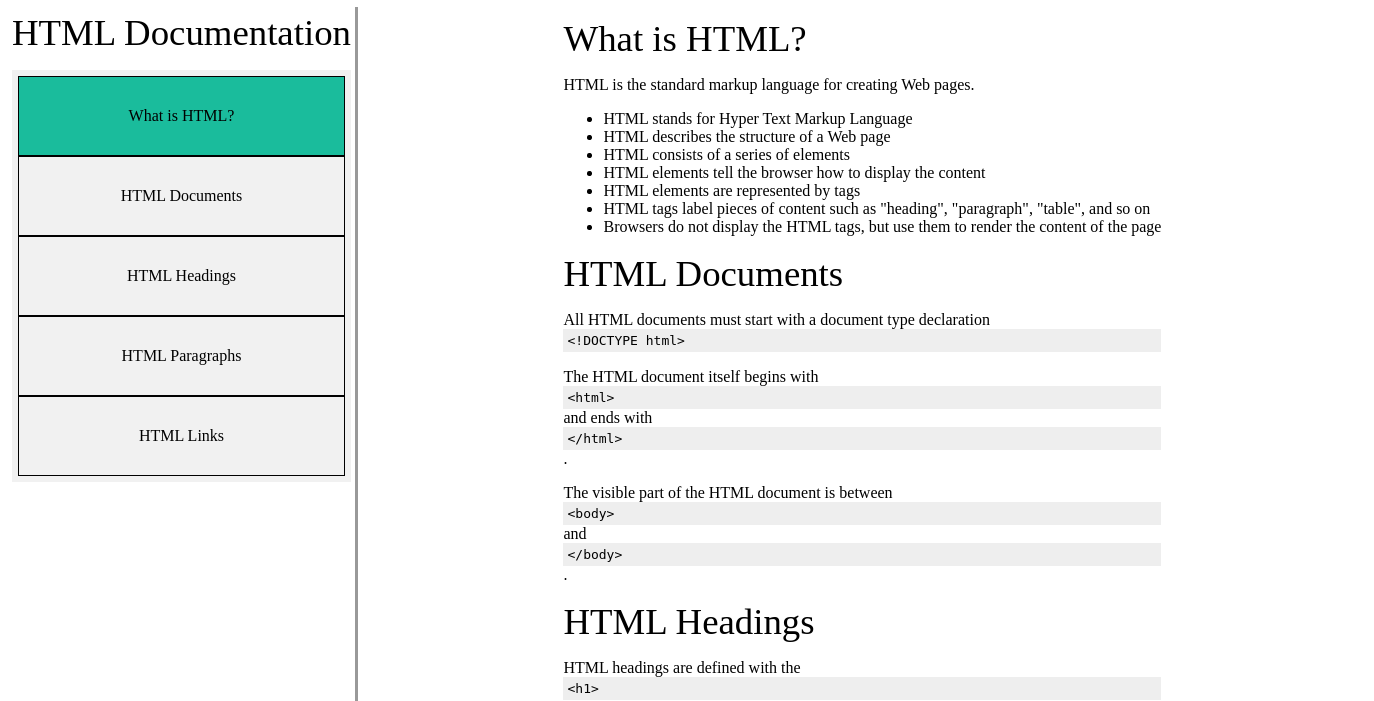 HTML Documentation
What is HTML?
HTML Documents
HTML Headings
HTML Paragraphs
HTML Links
What is HTML?
HTML is the standard markup language for creating Web pages.
HTML stands for Hyper Text Markup Language
HTML describes the structure of a Web page
HTML consists of a series of elements
HTML elements tell the browser how to display the content
HTML elements are represented by tags
HTML tags label pieces of content such as "heading", "paragraph", "table", and so on
Browsers do not display the HTML tags, but use them to render the content of the page
HTML Documents
All HTML documents must start with a document type declaration
<!DOCTYPE html>
The HTML document itself begins with
<html>
and ends with
</html>
.
The visible part of the HTML document is between
<body>
and
</body>
.
HTML Headings
HTML headings are defined with the
<h1>